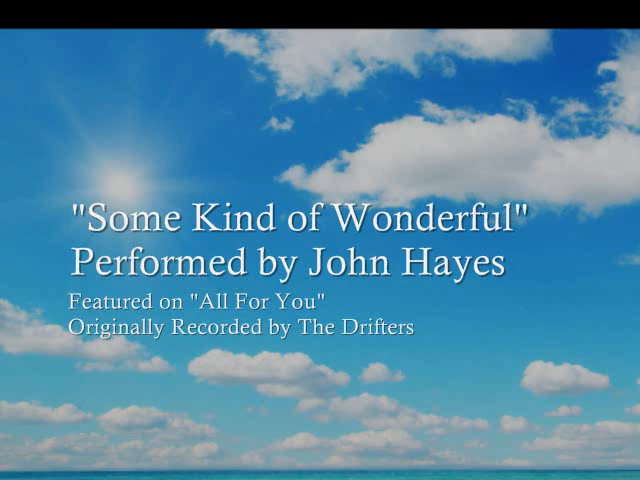 "Some Kind of Wonderful"
Performed by John Hayes
Featured on "All For You"
Originally Recorded by The Drifters